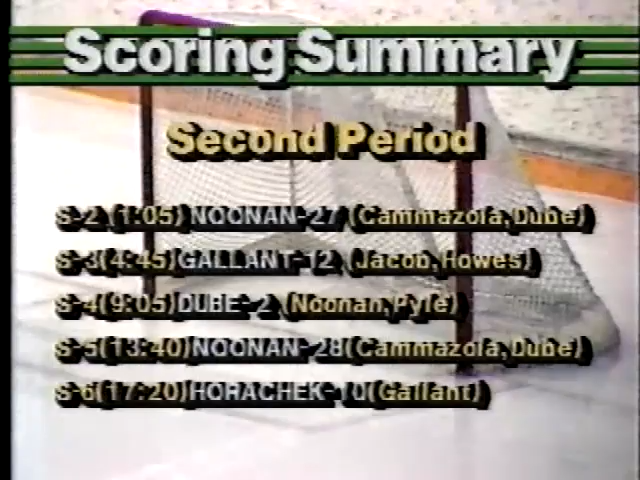 Scoring Summary
Second Period
S-2 (1:05) NOONAN-27 (Cammazola,Dube)
S-3(4:45)GALLANT-12 (Jacob,Howes)
S-4(9:05)DUBE-2 (Noonan,Pyle)
S-5(13:40)NOONAN-28(Cammazola,Dube)
S-6(17:20)HORACHEK-10(Gallant)